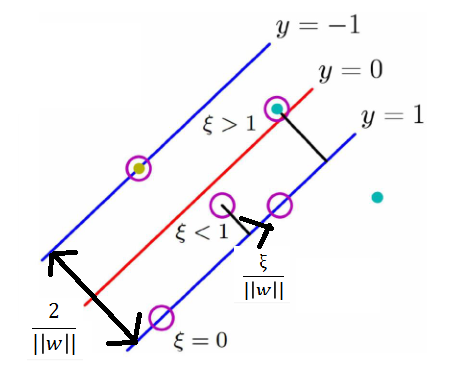 y = −1
y = 0
y = 1
ξ > 1
ξ < 1
ξ
||w||
2
||w||
ξ = 0